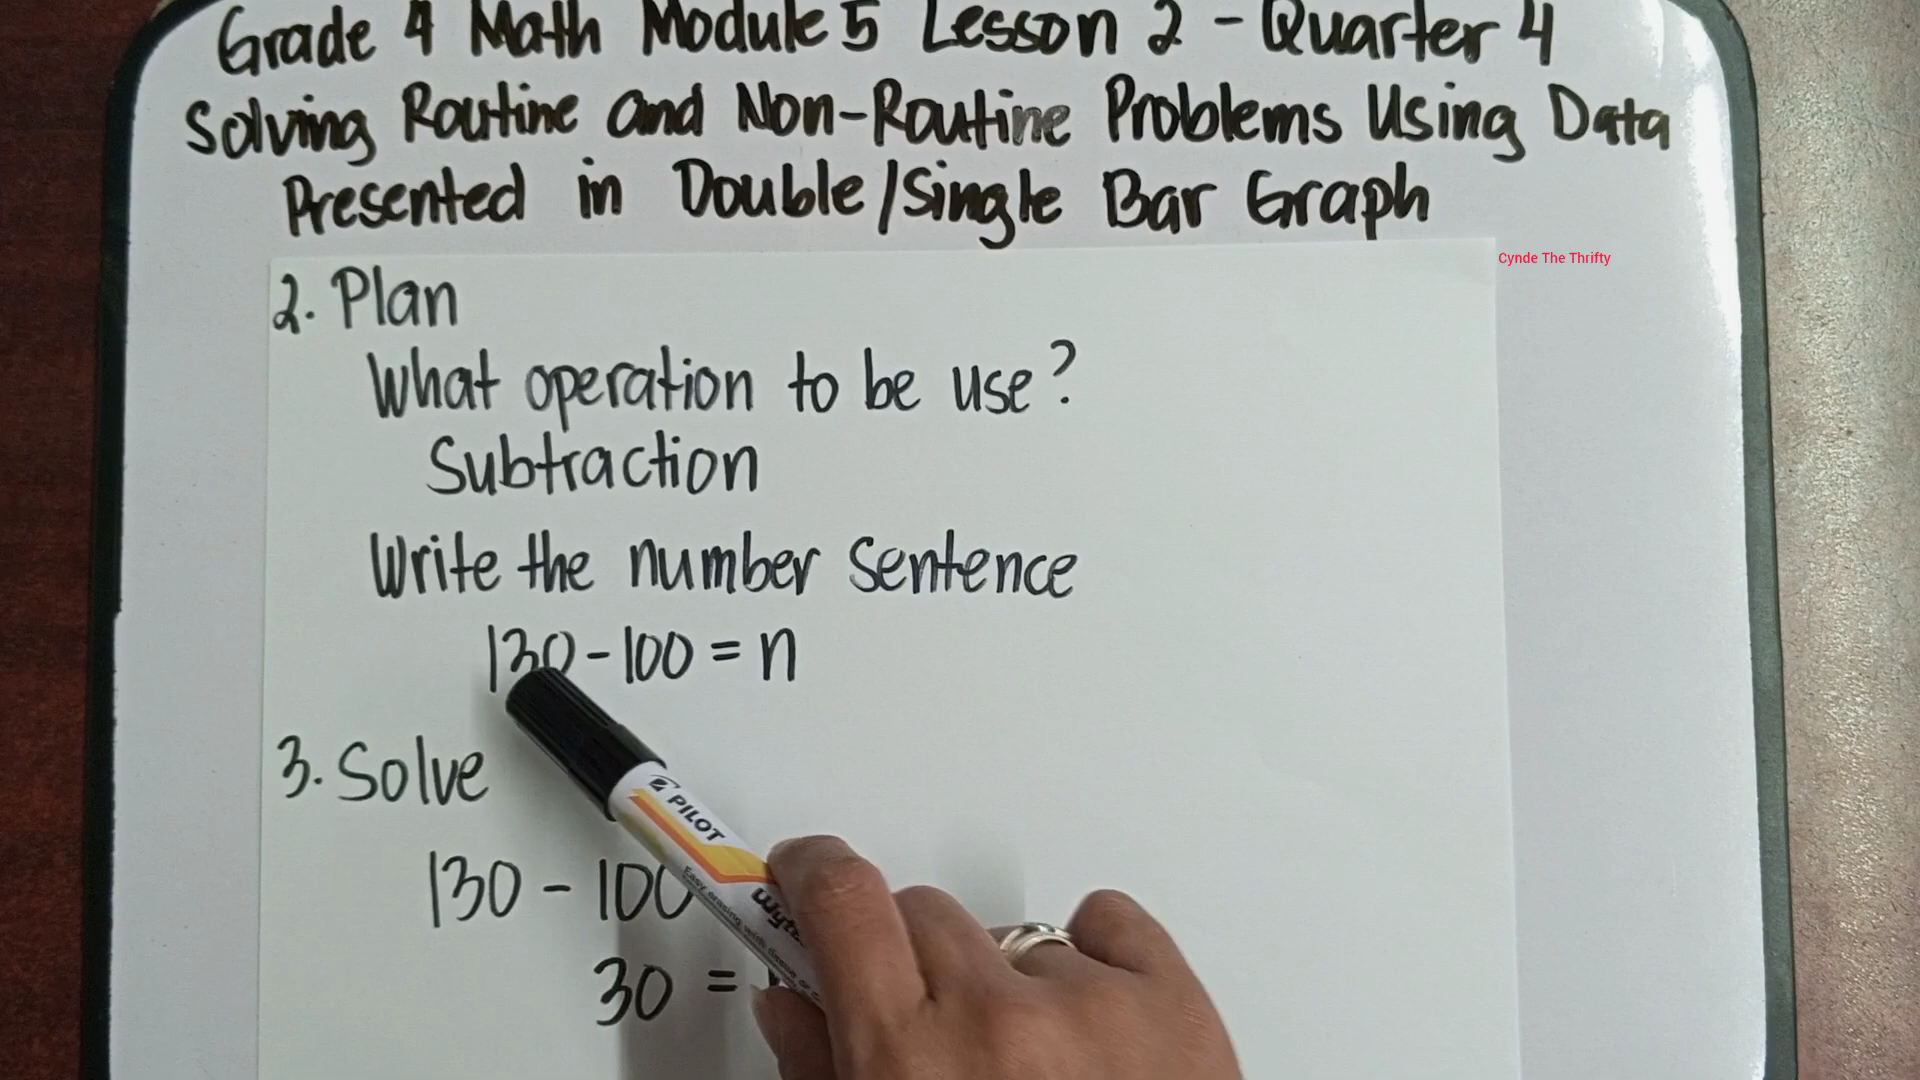 Grade 4 Math Module 5 Lesson 2 - Quarter 4
Solving Routine and Non-Routine Problems Using Data
Presented in Double/Single Bar Graph
Cynde The Thrifty
2. Plan
What operation to be use?
Subtraction
Write the number sentence
130 - 100 = n
3. Solve
PILOT
130 - 100
30 =